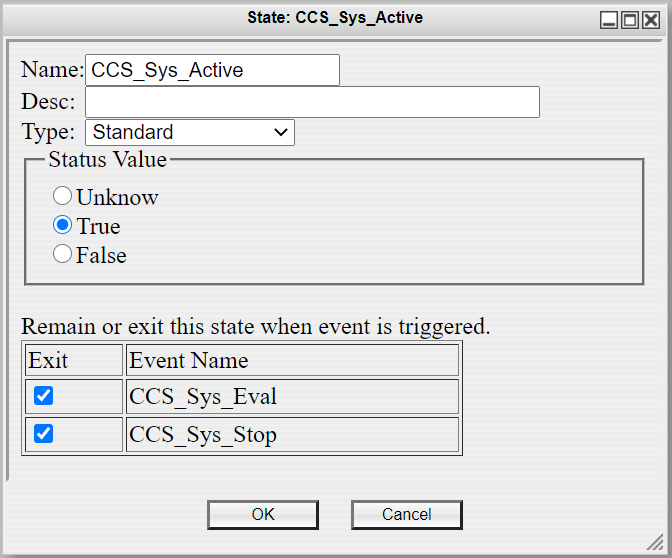 State: CCS_Sys_Active
Name: CCS_Sys_Active
Desc:
Type: Standard
Status Value
Unknow
True
False
Remain or exit this state when event is triggered.
Exit Event Name
CCS_Sys_Eval
CCS_Sys_Stop
OK Cancel